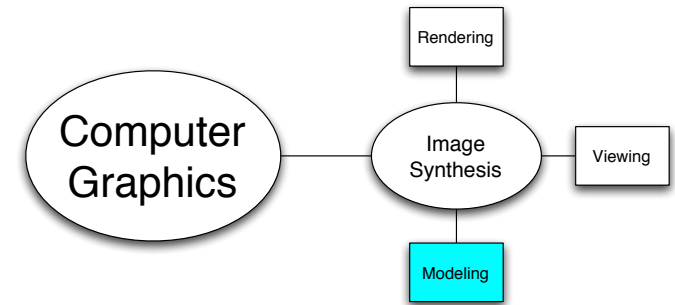 Rendering
Computer
Graphics
Image
Synthesis
Viewing
Modeling